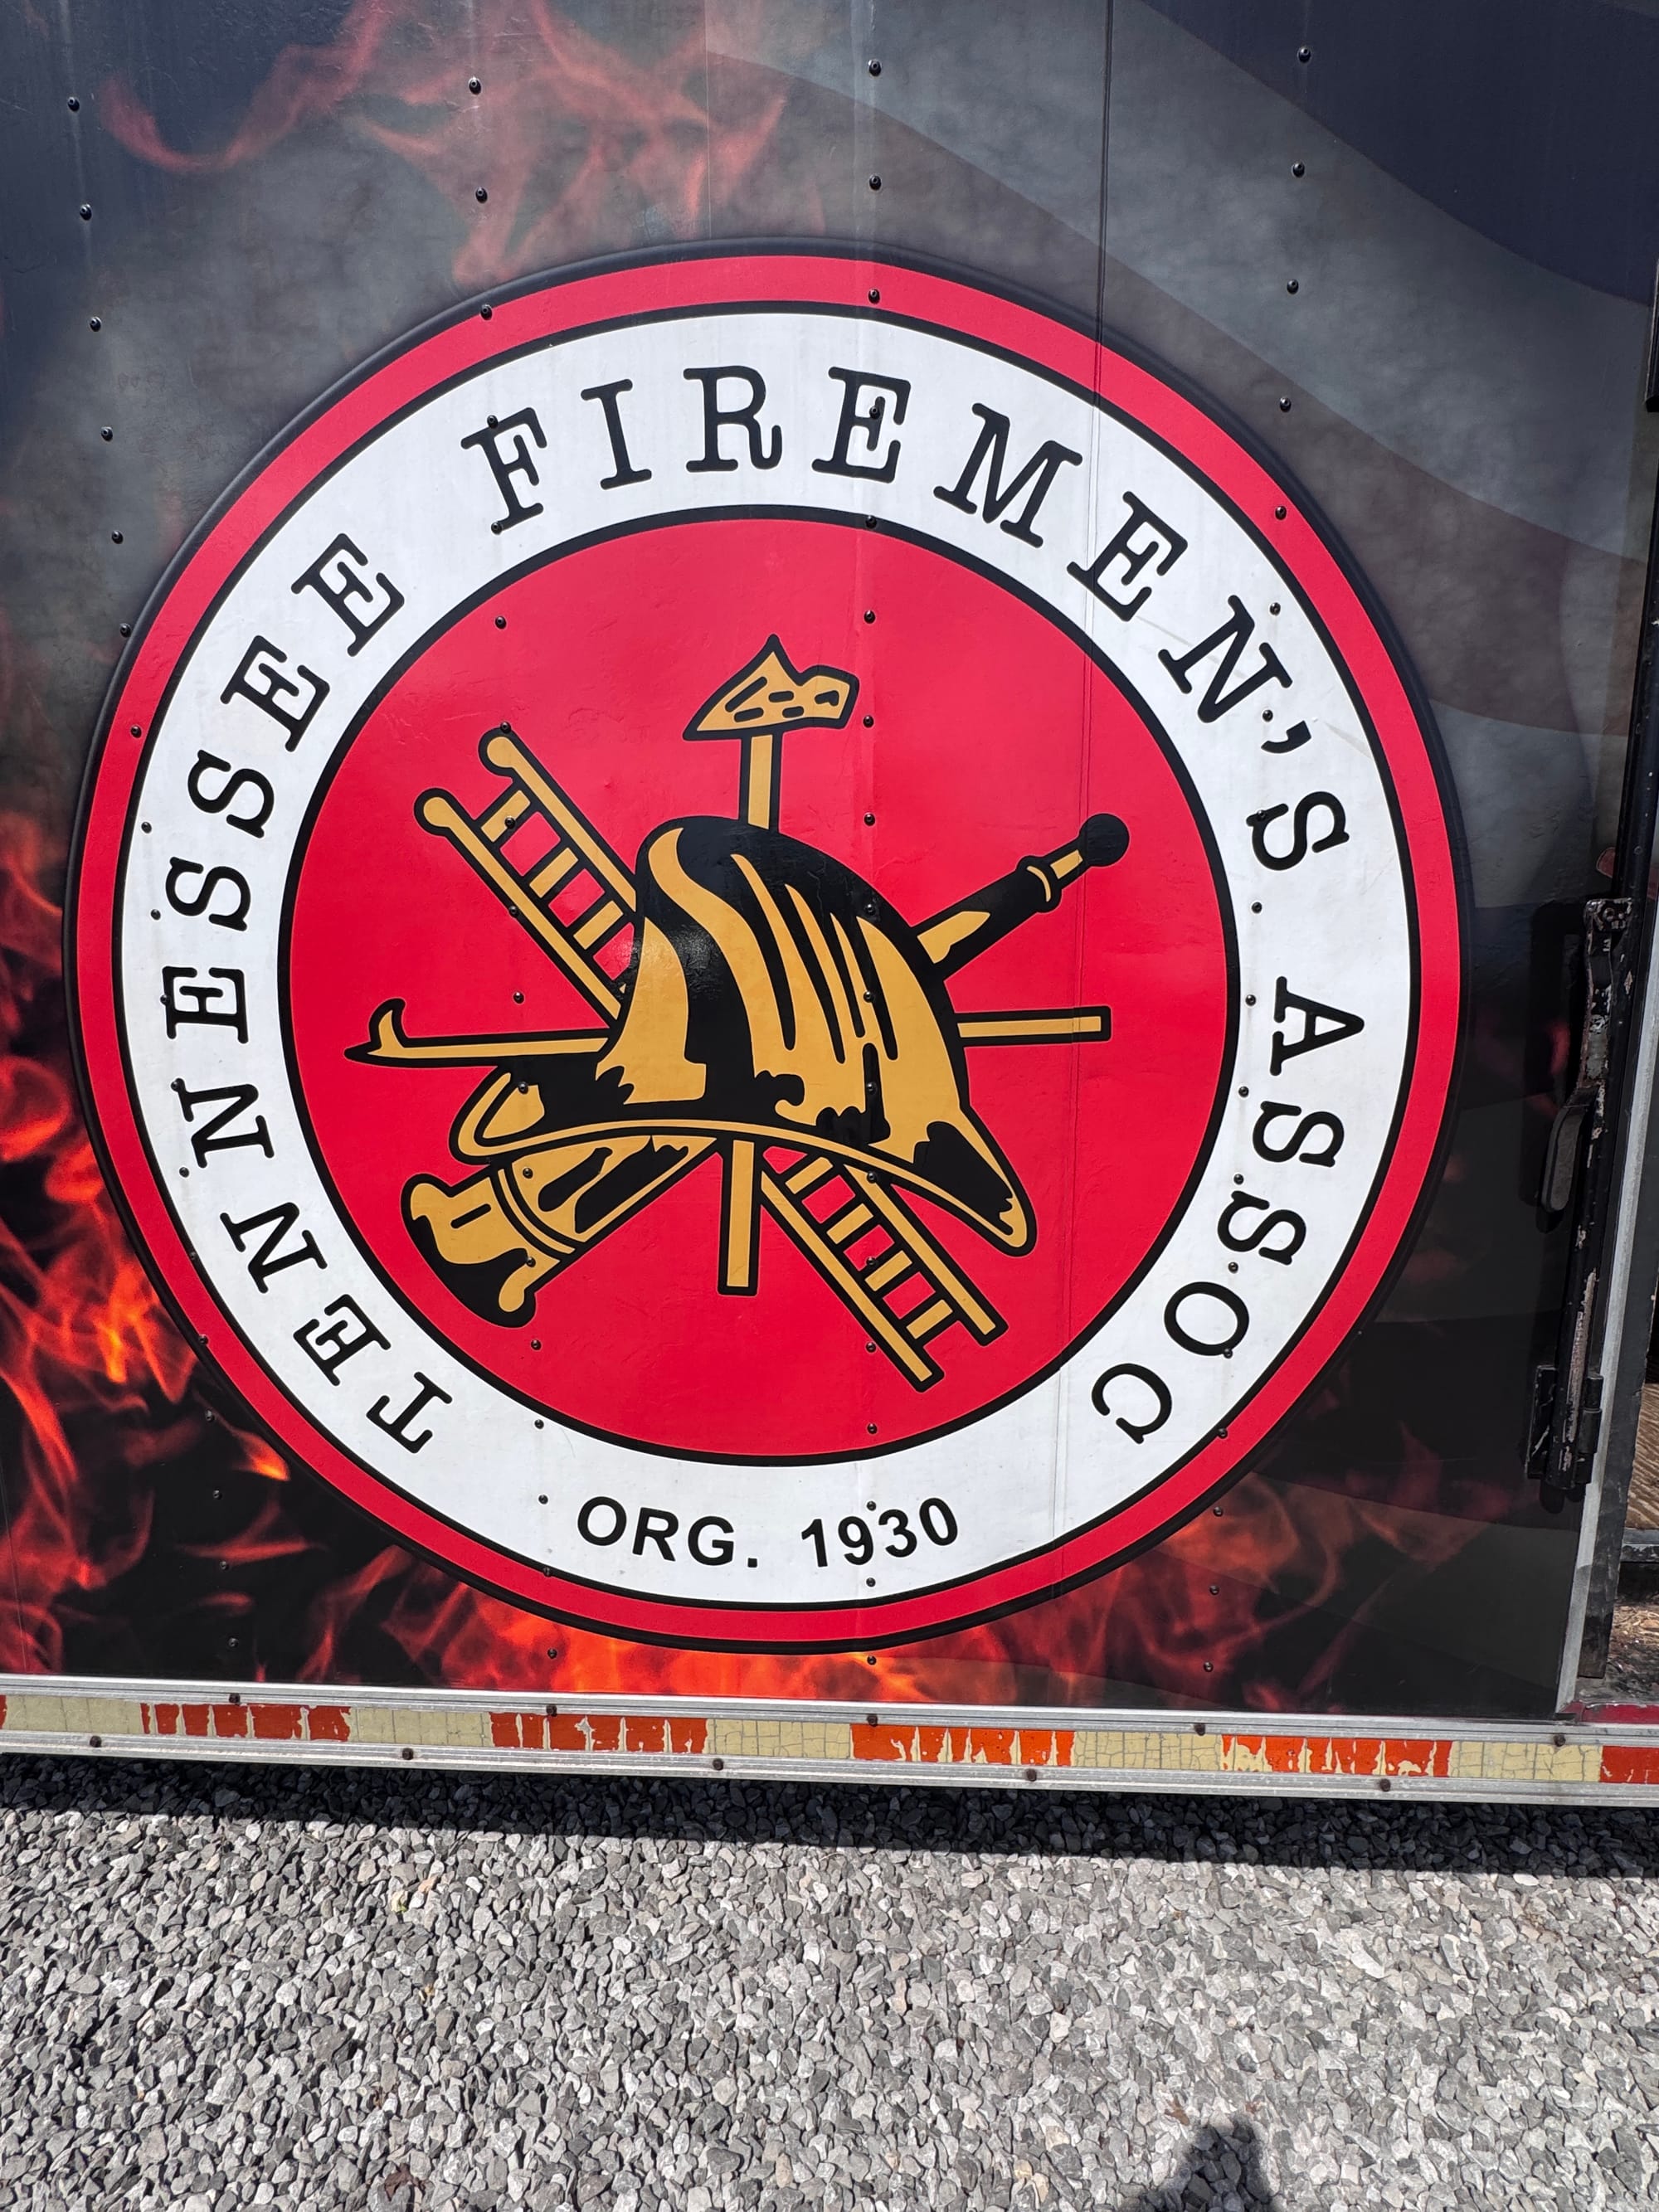 TENNESSEE FIREMEN'S ASSOC
ORG. 1930